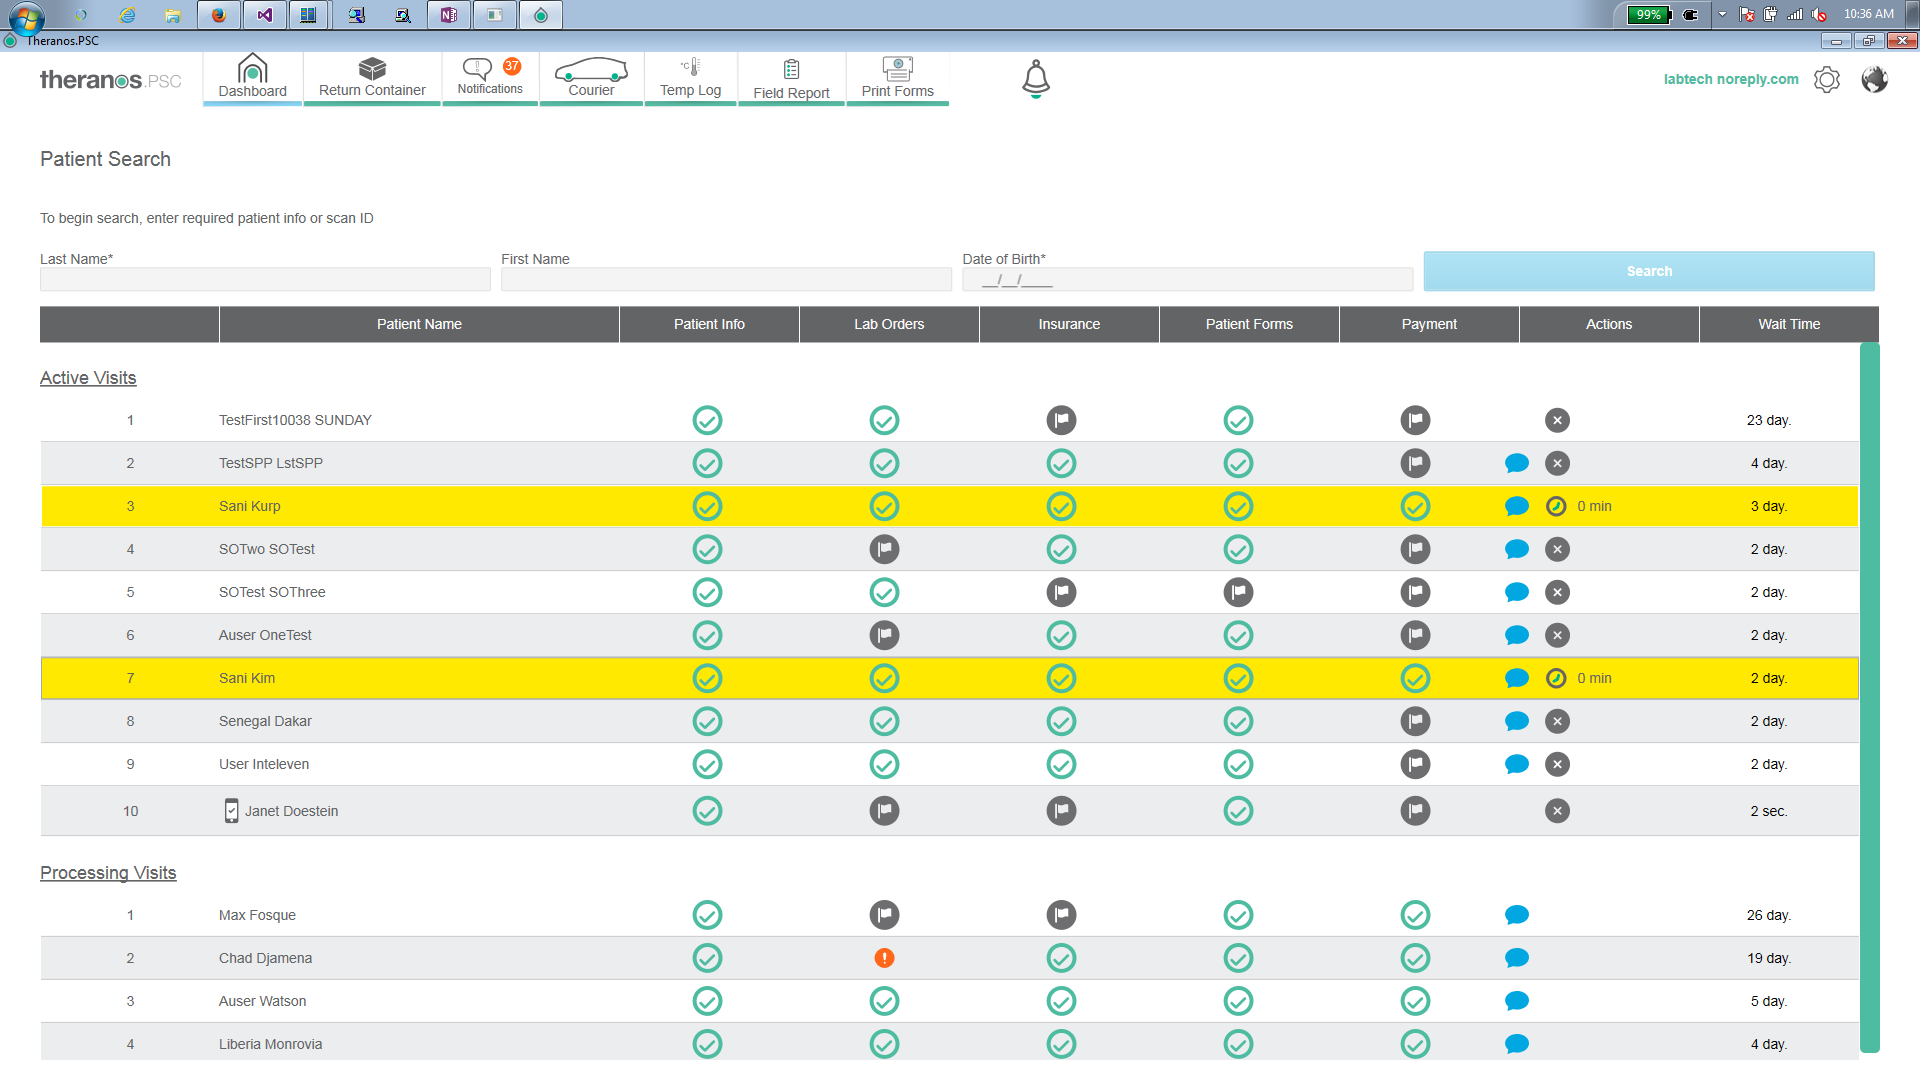 99% 10:36 AM
Theranos.PSC
theranos.PSC Dashboard Return Container Notifications 37 Courier °C Temp Log Field Report Print Forms labtech noreply.com
Patient Search
To begin search, enter required patient info or scan ID
Last Name* First Name Date of Birth*
__/__/____ Search
Patient Name Patient Info Lab Orders Insurance Patient Forms Payment Actions Wait Time
Active Visits
1 TestFirst10038 SUNDAY 23 day.
2 TestSPP LstSPP 4 day.
3 Sani Kurp 0 min 3 day.
4 SOTwo SOTest 2 day.
5 SOTest SOThree 2 day.
6 Auser OneTest 2 day.
7 Sani Kim 0 min 2 day.
8 Senegal Dakar 2 day.
9 User Inteleven 2 day.
10 Janet Doestein 2 sec.
Processing Visits
1 Max Fosque 26 day.
2 Chad Djamena 19 day.
3 Auser Watson 5 day.
4 Liberia Monrovia 4 day.